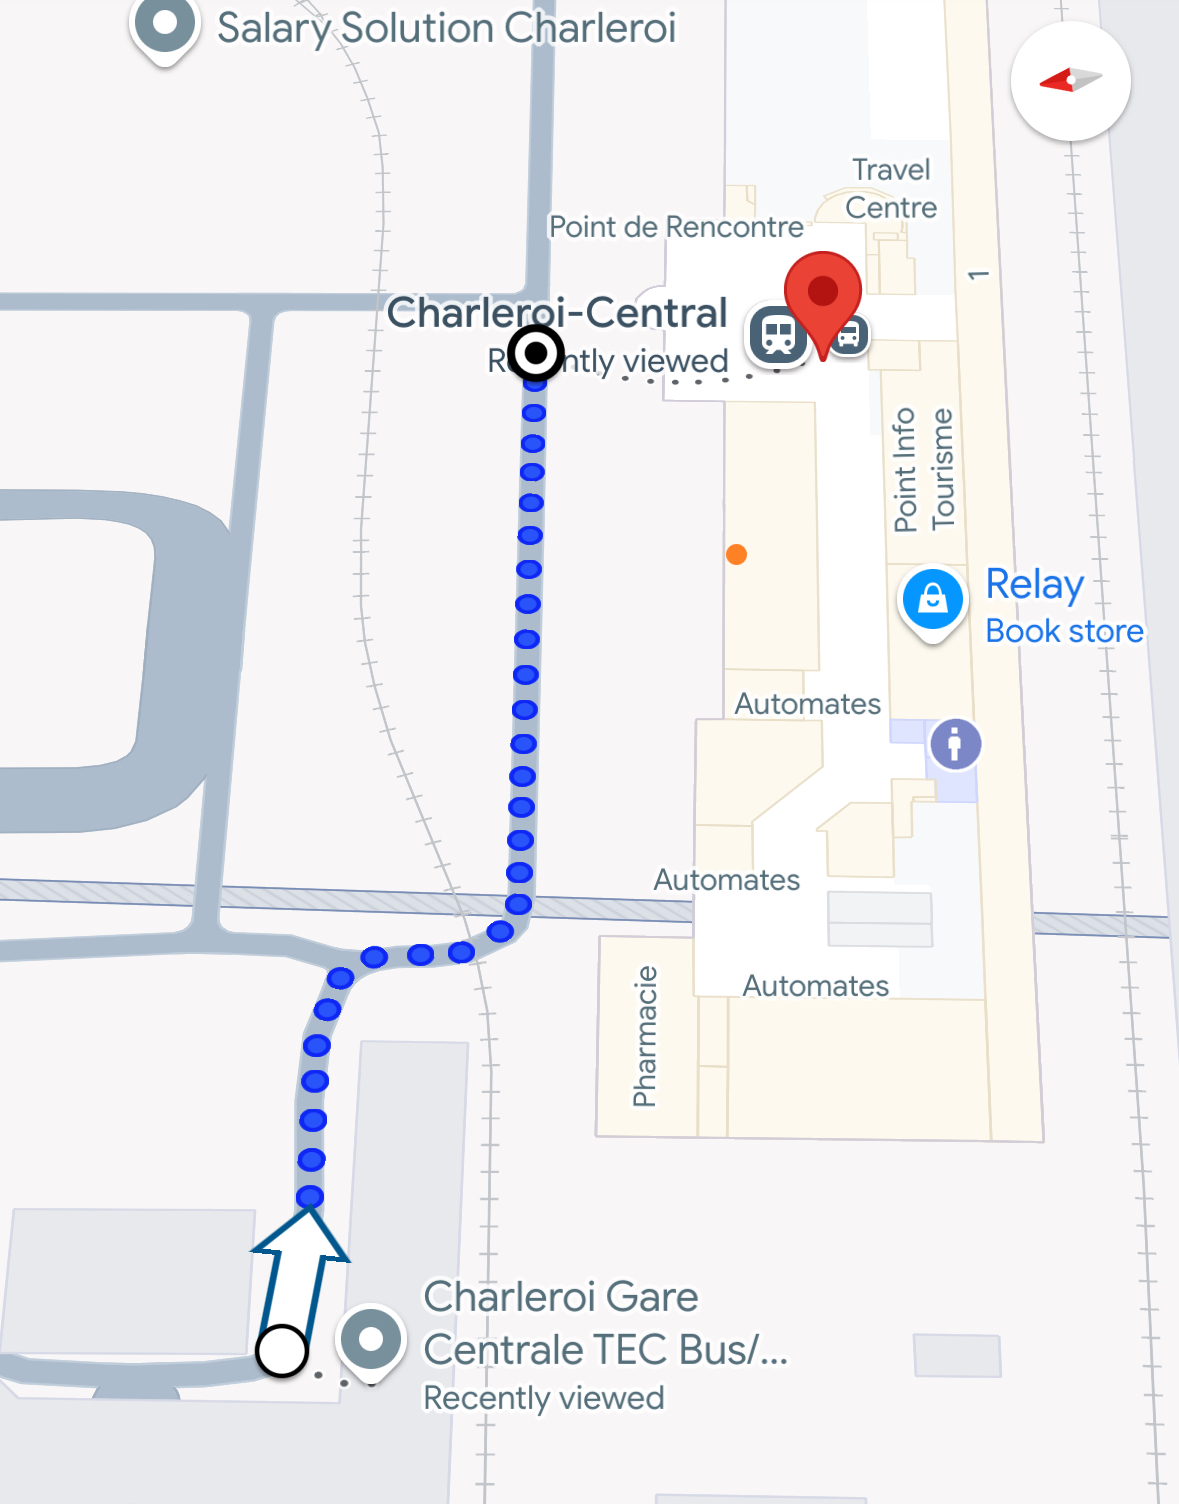 Salary Solution Charleroi
Travel
Centre
Point de Rencontre
1
Charleroi-Central
Recently viewed
Point Info
Tourisme
Relay
Book store
Automates
Automates
Automates
Pharmacie
Charleroi Gare
Centrale TEC Bus/...
Recently viewed